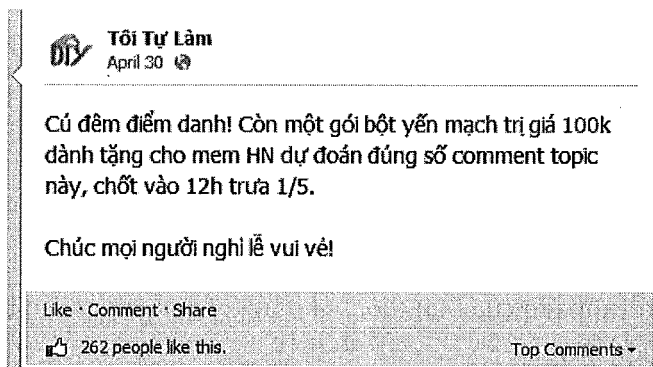 DIY
Tôi Tự Làm
April 30
Cú đêm điểm danh! Còn một gói bột yến mạch trị giá 100k
dành tặng cho mem HN dự đoán đúng số comment topic
này, chốt vào 12h trưa 1/5.
Chúc mọi người nghỉ lễ vui vẻ!
Like · Comment · Share
262 people like this.
Top Comments